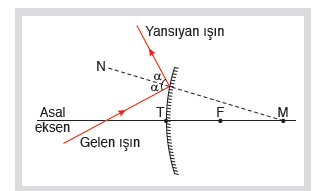 Yansıyan ışın
N
α
α
Asal
eksen
T
F
M
Gelen ışın